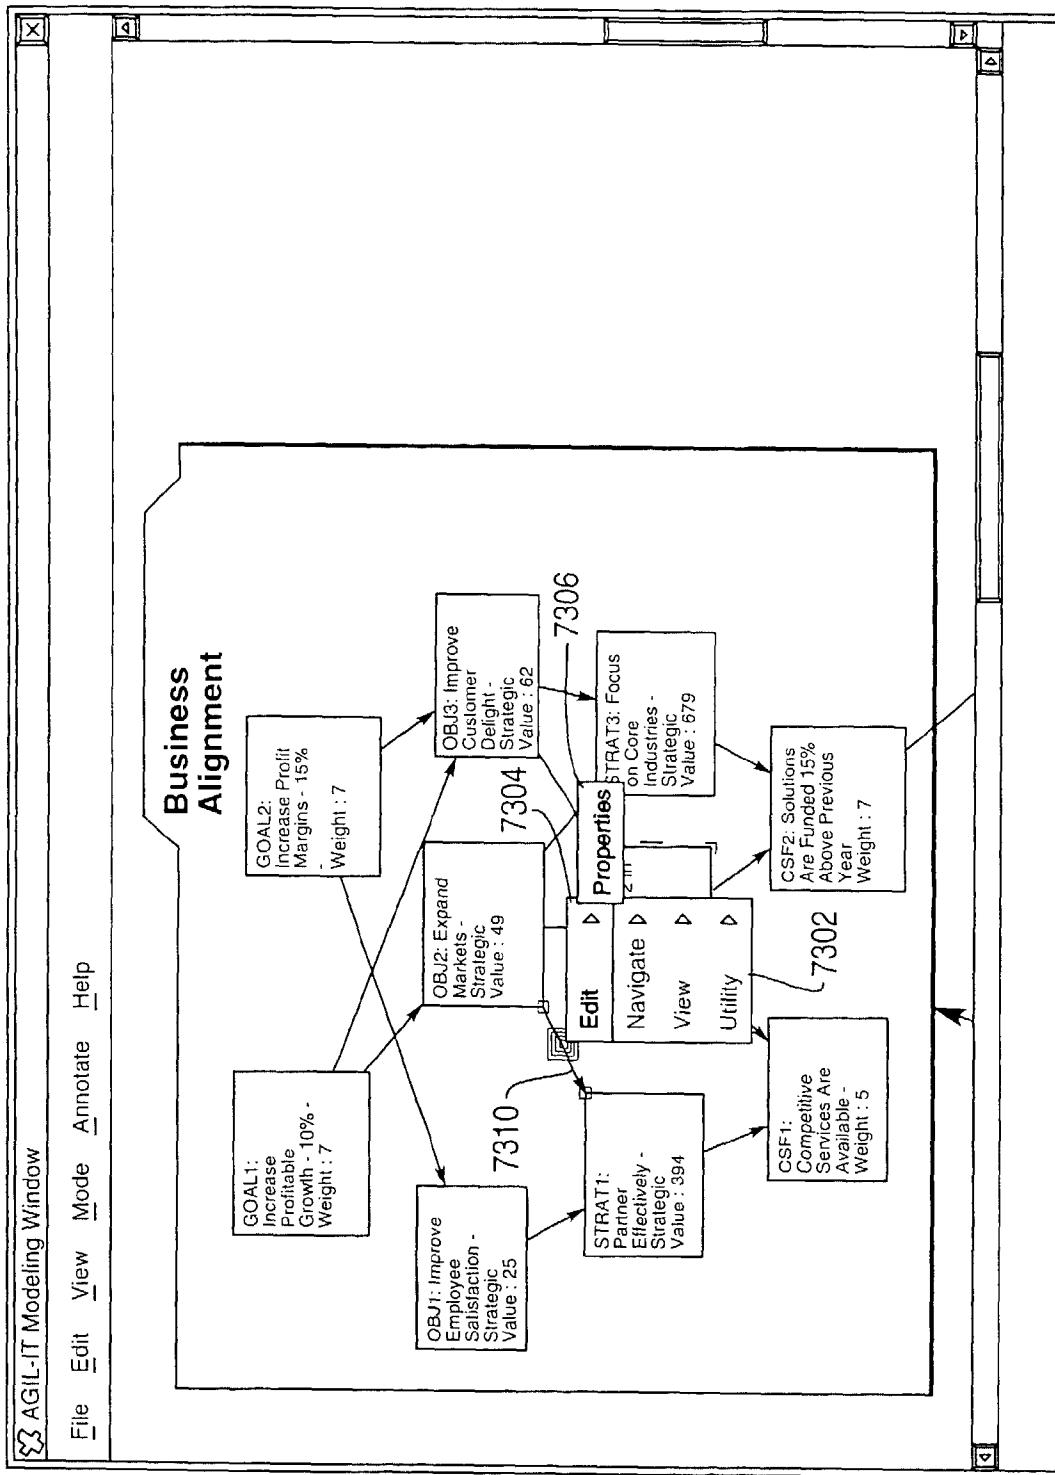 AGIL-IT Modeling Window
File Edit View Mode Annotate Help
Business
Alignment
GOAL1:
Increase
Profitable
Growth - 10% -
Weight : 7
GOAL2:
Increase Profit
Margins - 15%
-
Weight : 7
OBJ1: Improve
Employee
Satisfaction -
Strategic
Value : 25
OBJ2: Expand
Markets -
Strategic
Value : 49
OBJ3: Improve
Customer
Delight -
Strategic
Value : 62
7310
7304
7306
Edit
Properties
Navigate
View
Utility
2 in
7302
STRAT1:
Partner
Effectively -
Strategic
Value : 394
STRAT3: Focus
on Core
Industries -
Strategic
Value : 679
CSF1:
Competitive
Services Are
Available -
Weight : 5
CSF2: Solutions
Are Funded 15%
Above Previous
Year
Weight : 7